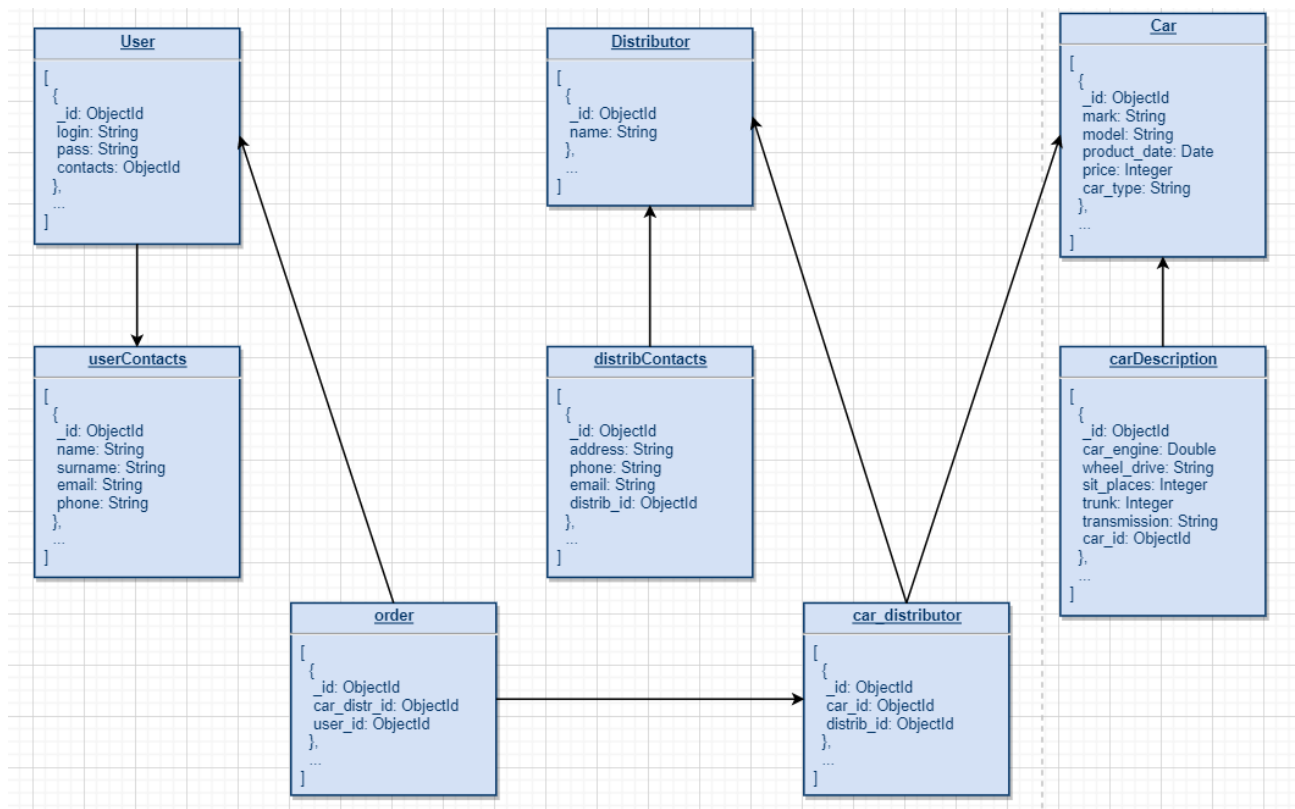 User
[
{
_id: ObjectId
login: String
pass: String
contacts: ObjectId
},
...
]
Distributor
[
{
_id: ObjectId
name: String
},
...
]
Car
[
{
_id: ObjectId
mark: String
model: String
product_date: Date
price: Integer
car_type: String
},
...
]
userContacts
[
{
_id: ObjectId
name: String
surname: String
email: String
phone: String
},
...
]
distribContacts
[
{
_id: ObjectId
address: String
phone: String
email: String
distrib_id: ObjectId
},
...
]
carDescription
[
{
_id: ObjectId
car_engine: Double
wheel_drive: String
sit_places: Integer
trunk: Integer
transmission: String
car_id: ObjectId
},
...
]
order
[
{
_id: ObjectId
car_distr_id: ObjectId
user_id: ObjectId
},
...
]
car_distributor
[
{
_id: ObjectId
car_id: ObjectId
distrib_id: ObjectId
},
...
]